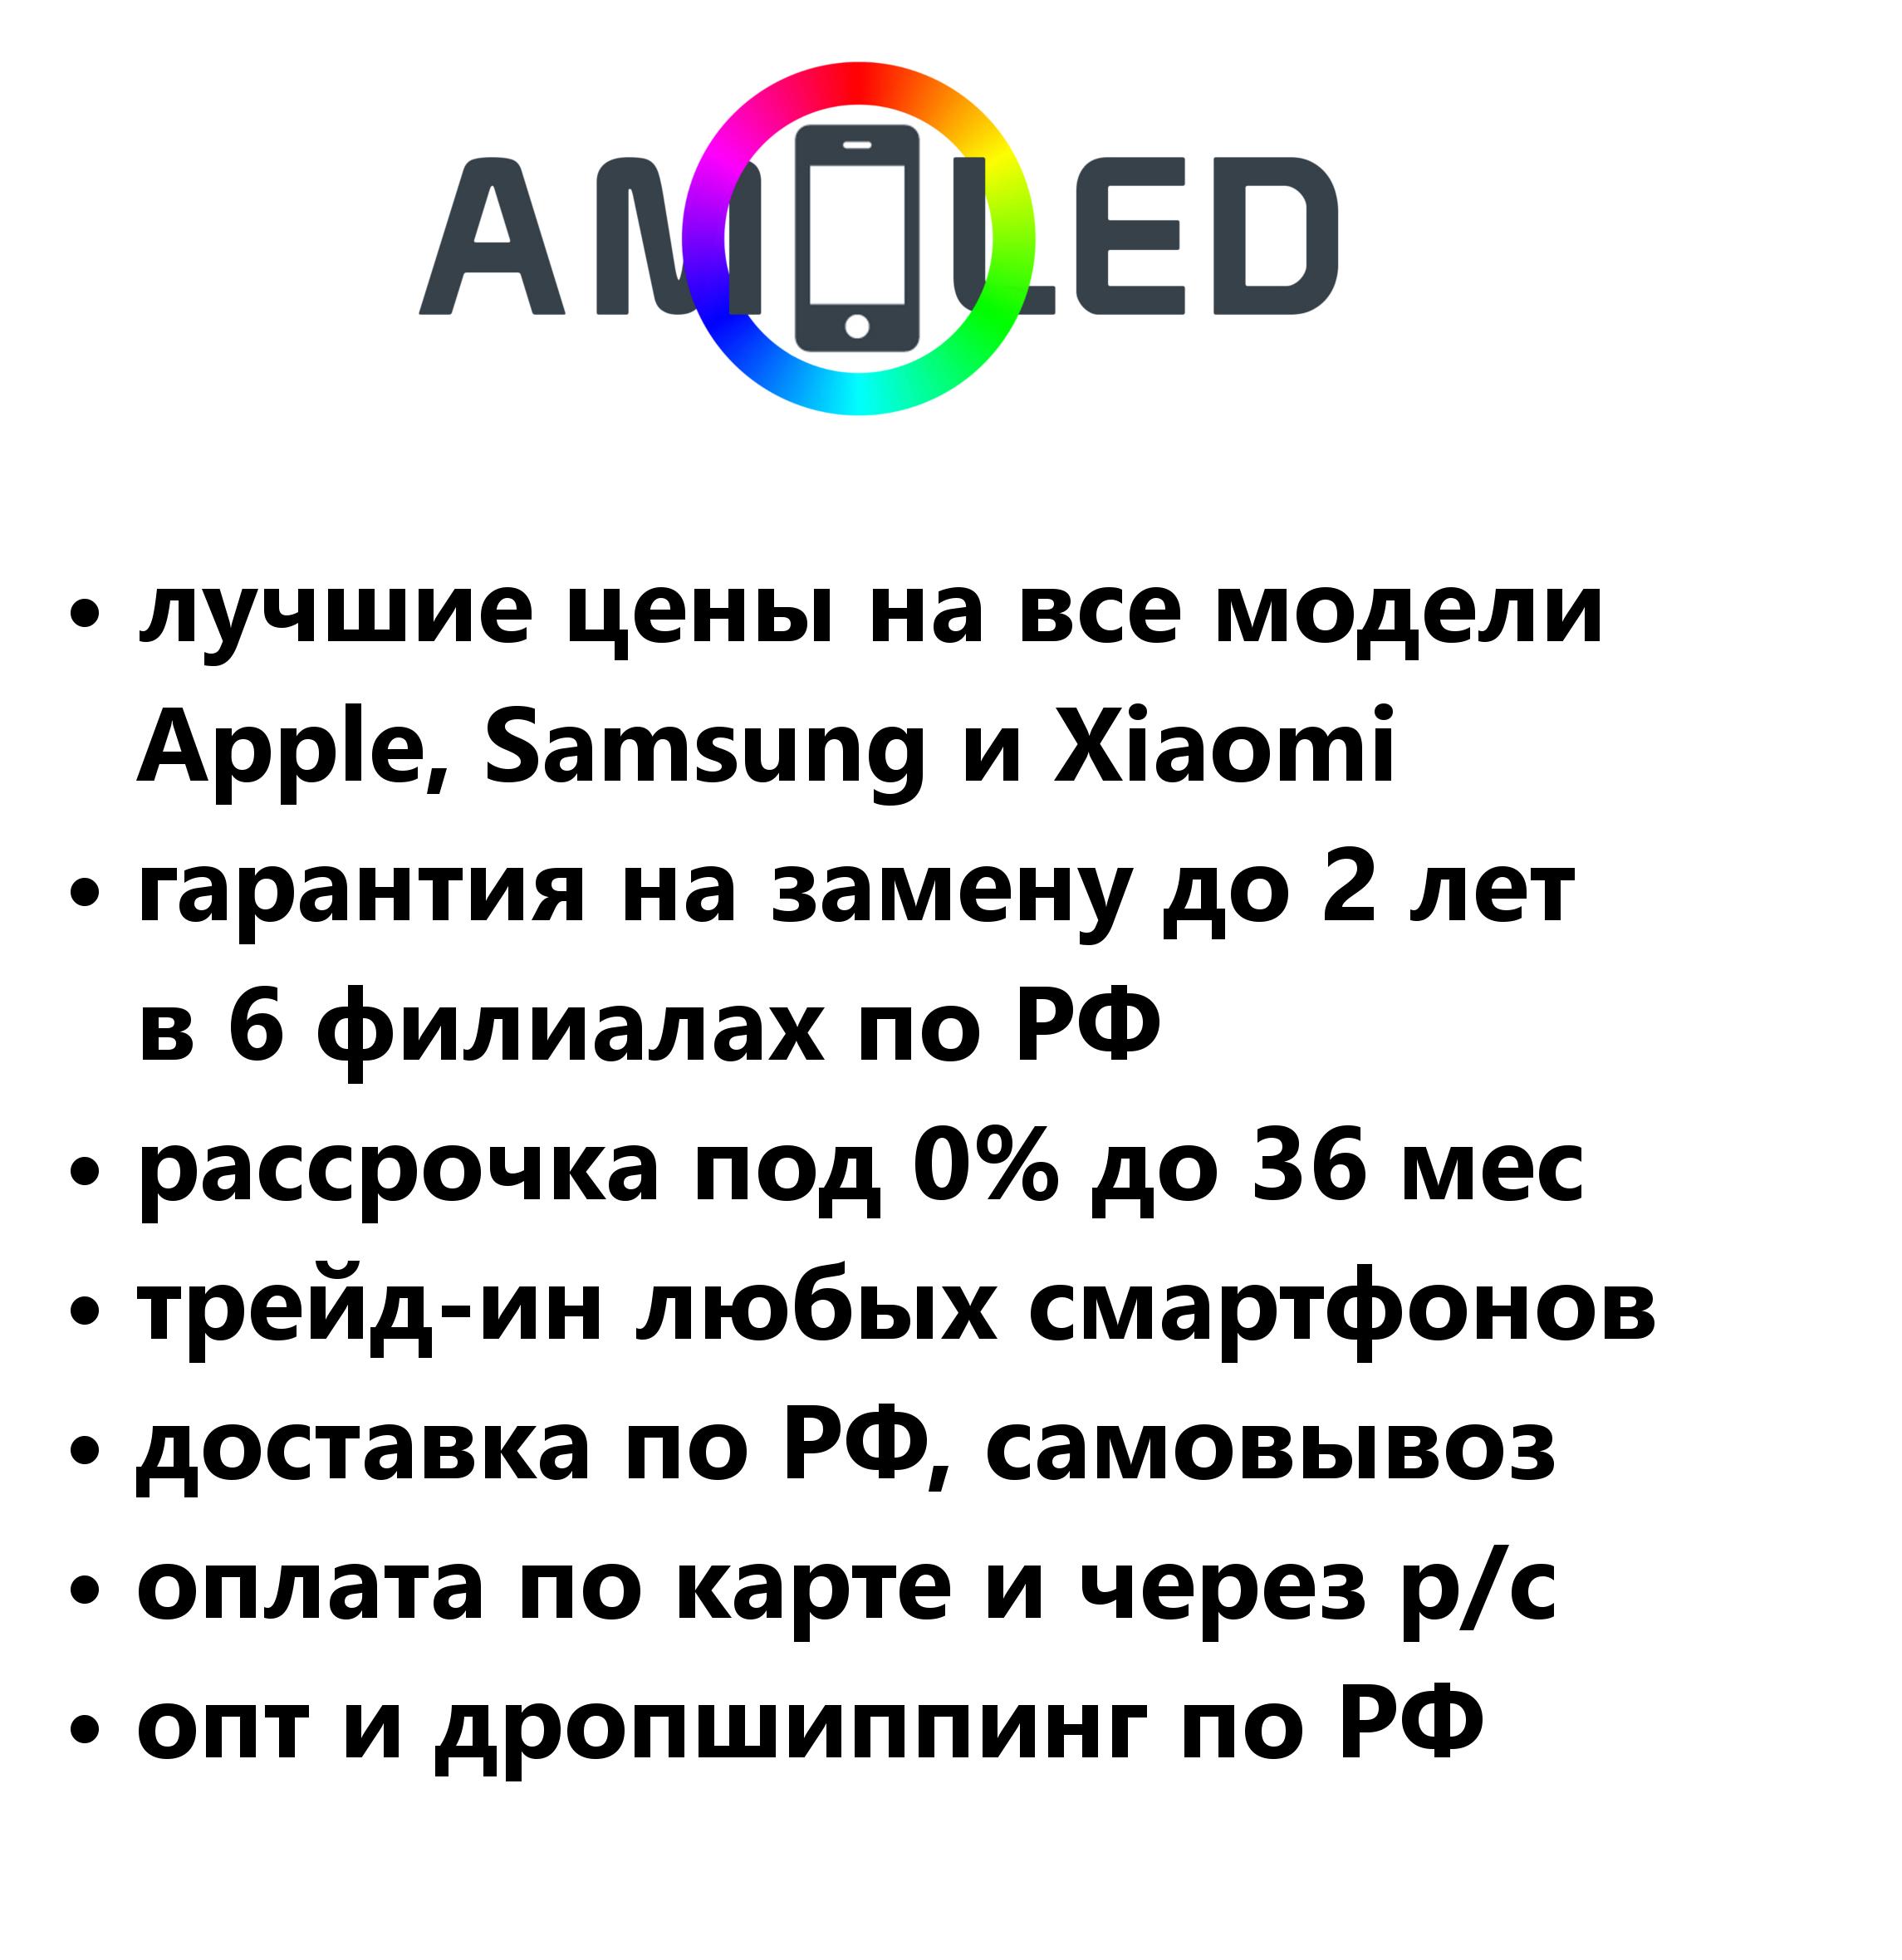 AMOLED
• лучшие цены на все модели
Apple, Samsung и Xiaomi
• гарантия на замену до 2 лет
в 6 филиалах по РФ
• рассрочка под 0% до 36 мес
• трейд-ин любых смартфонов
• доставка по РФ, самовывоз
• оплата по карте и через р/с
• опт и дропшиппинг по РФ